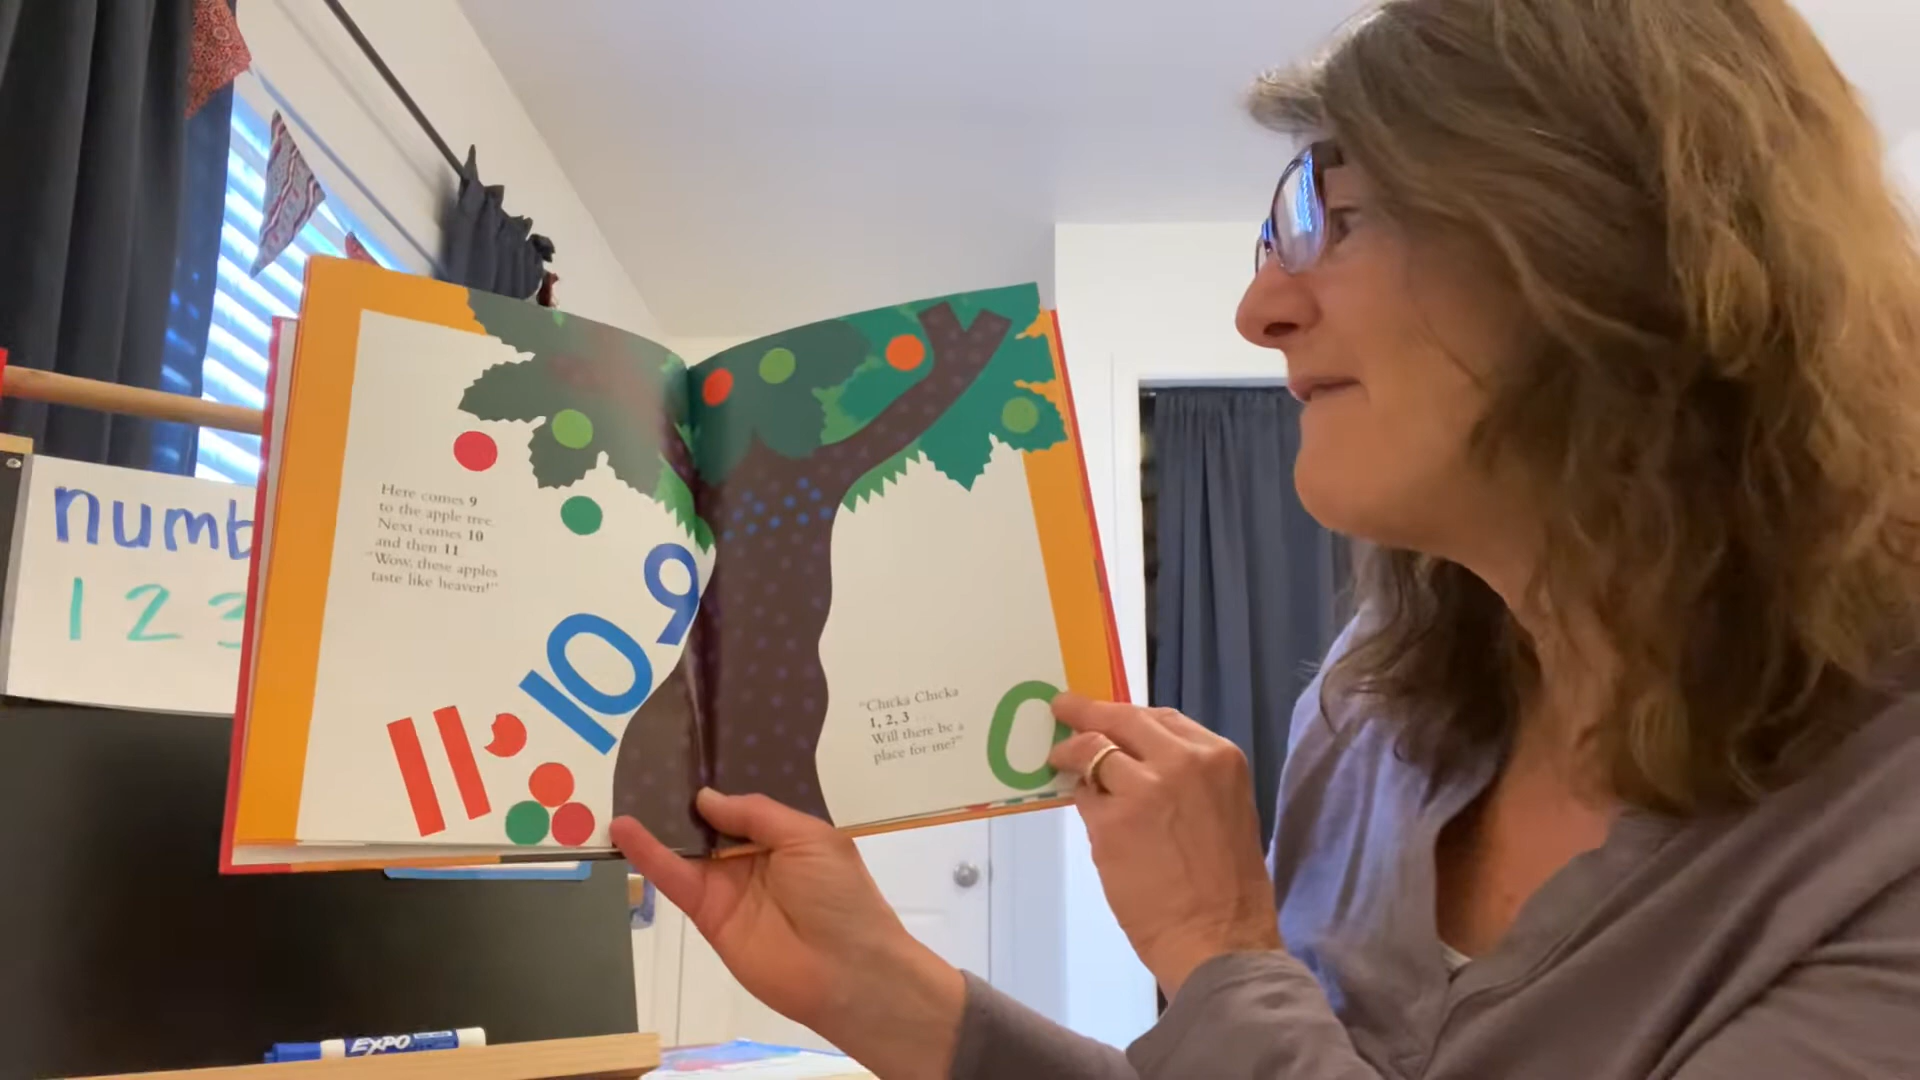 numb
1 2 3
Here comes 9
to the apple tree.
Next comes 10
and then 11
"Wow, these apples
taste like heaven!"
9
10
11
"Chicka Chicka
1, 2, 3 . . .
Will there be a
place for me?"
0
EXPO